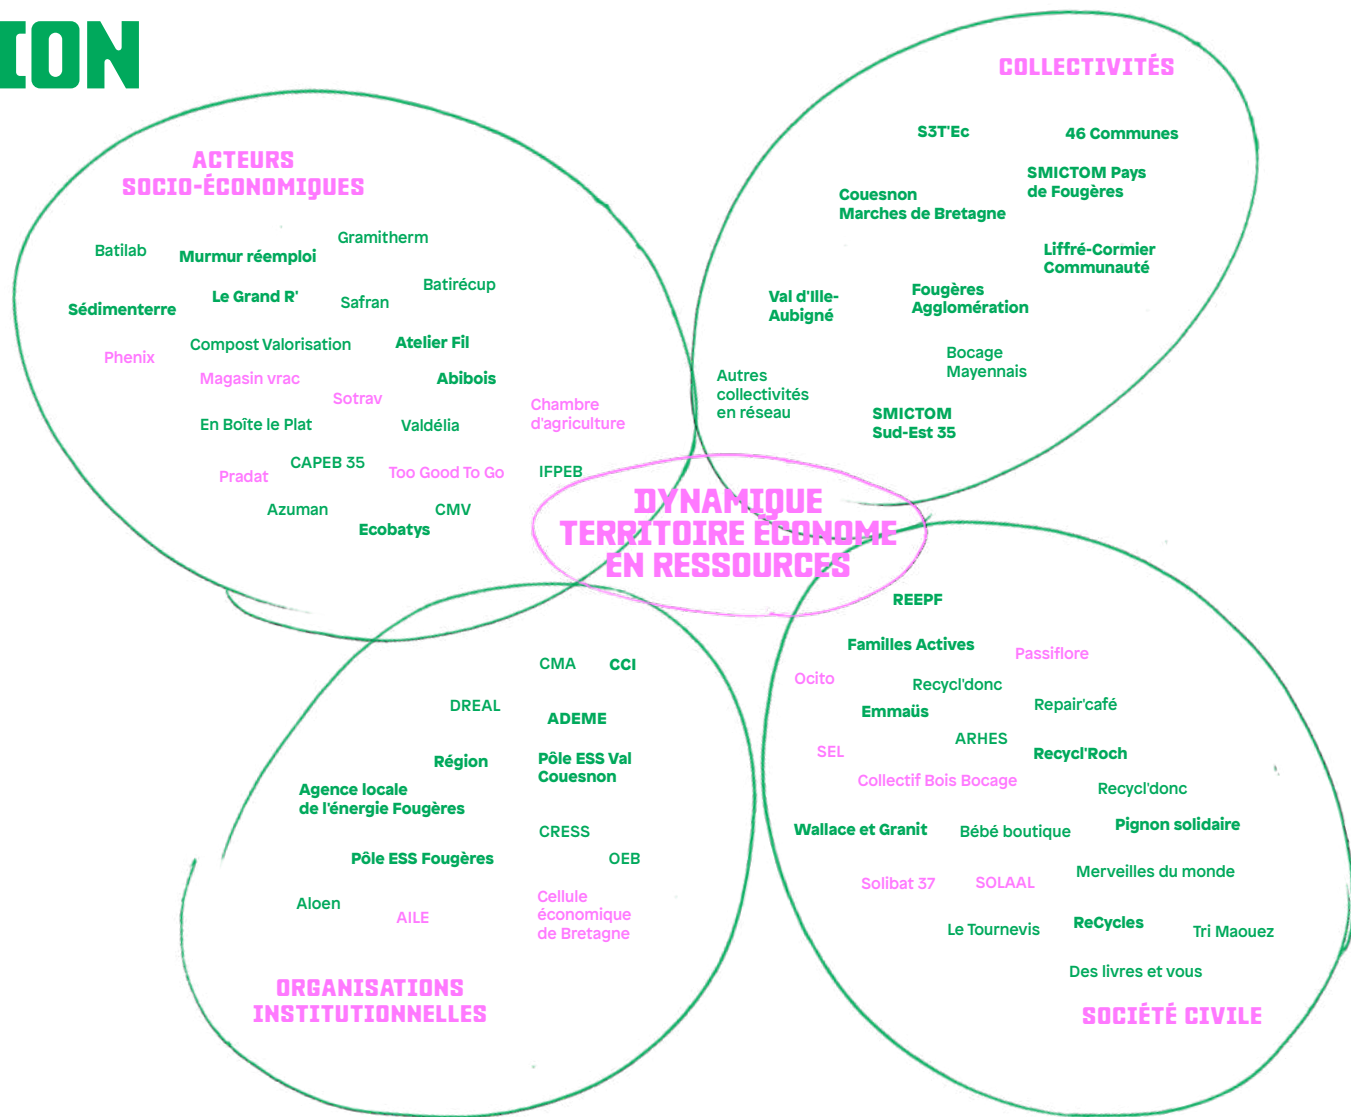 ION
ACTEURS
SOCIO-ÉCONOMIQUES
Batilab
Murmur réemploi
Gramitherm
Sédimenterre
Le Grand R'
Safran
Batirécup
Phenix
Compost Valorisation
Atelier Fil
Magasin vrac
Sotrav
Abibois
Chambre
d'agriculture
En Boîte le Plat
Valdélia
Pradat
CAPEB 35
Too Good To Go
IFPEB
Azuman
CMV
Ecobatys
COLLECTIVITÉS
S3T'Ec
46 Communes
SMICTOM Pays
de Fougères
Couesnon
Marches de Bretagne
Liffré-Cormier
Communauté
Val d'Ille-
Aubigné
Fougères
Agglomération
Bocage
Mayennais
Autres
collectivités
en réseau
SMICTOM
Sud-Est 35
DYNAMIQUE
TERRITOIRE ÉCONOME
EN RESSOURCES
CMA
CCI
DREAL
ADEME
Région
Pôle ESS Val
Couesnon
Agence locale
de l'énergie Fougères
CRESS
Pôle ESS Fougères
OEB
Aloen
AILE
Cellule
économique
de Bretagne
ORGANISATIONS
INSTITUTIONNELLES
REEPF
Familles Actives
Passiflore
Ocito
Recycl'donc
Emmaüs
Repair'café
SEL
ARHES
Recycl'Roch
Collectif Bois Bocage
Recycl'donc
Wallace et Granit
Bébé boutique
Pignon solidaire
Solibat 37
SOLAAL
Merveilles du monde
Le Tournevis
ReCycles
Tri Maouez
Des livres et vous
SOCIÉTÉ CIVILE